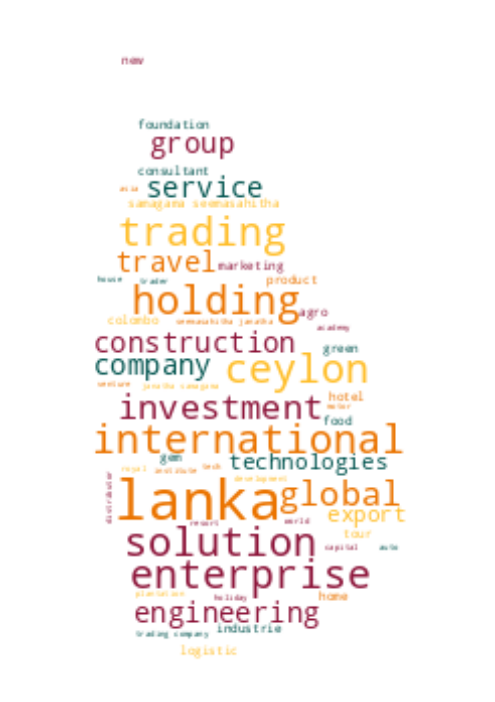 new
foundation
group
consultant
asia service
samagama seemasahitha
trading
travel marketing
house trader product
holding agro
colombo seemasahitha janatha academy
construction green
company ceylon
venture janatha samagama
investment hotel
motor
food
international
gem technologies
royal institute tech
development
distributor
lanka global
export
resort world
tour
solution capital auto
enterprise
plantation holiday home
engineering
trading company industrie
logistic